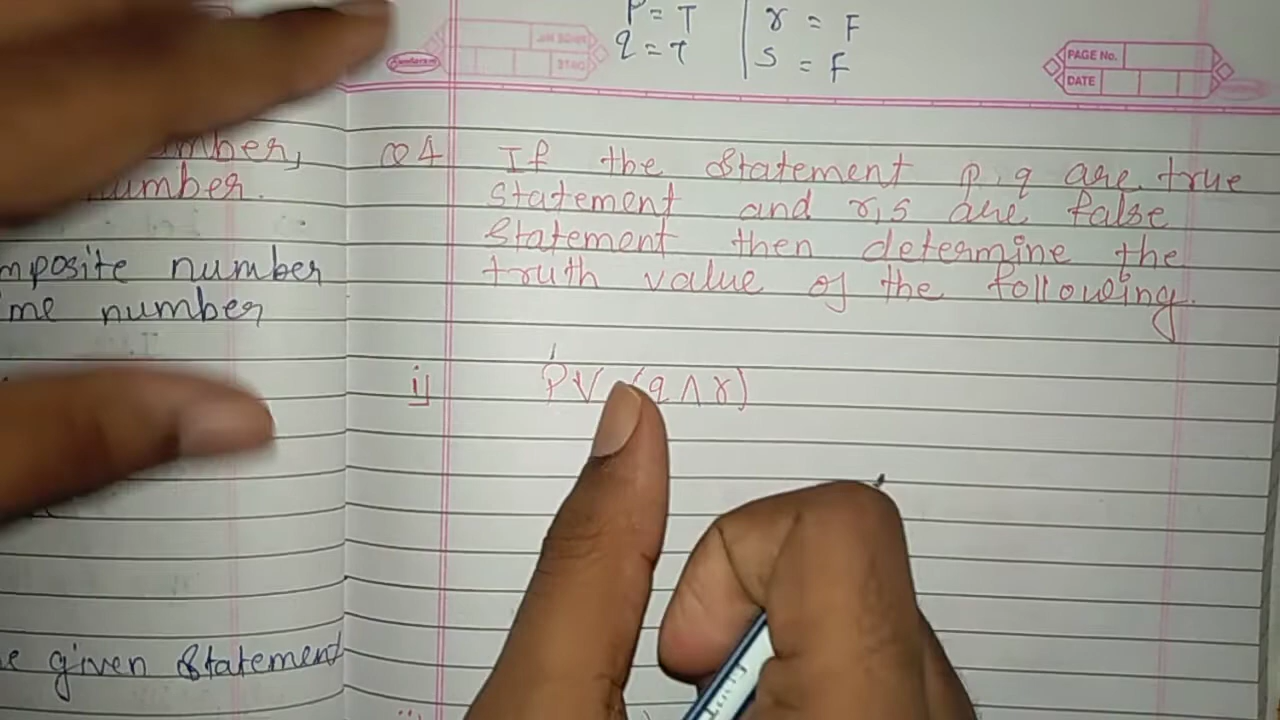 P = T | r = F
q = T | s = F
PAGE No.
DATE
umber,
number.
mposite number
me number
e given statement
Q4 If the statement p,q are true
statement and r,s are false
statement then determine the
truth value of the following.
i) P∨(q∧r)